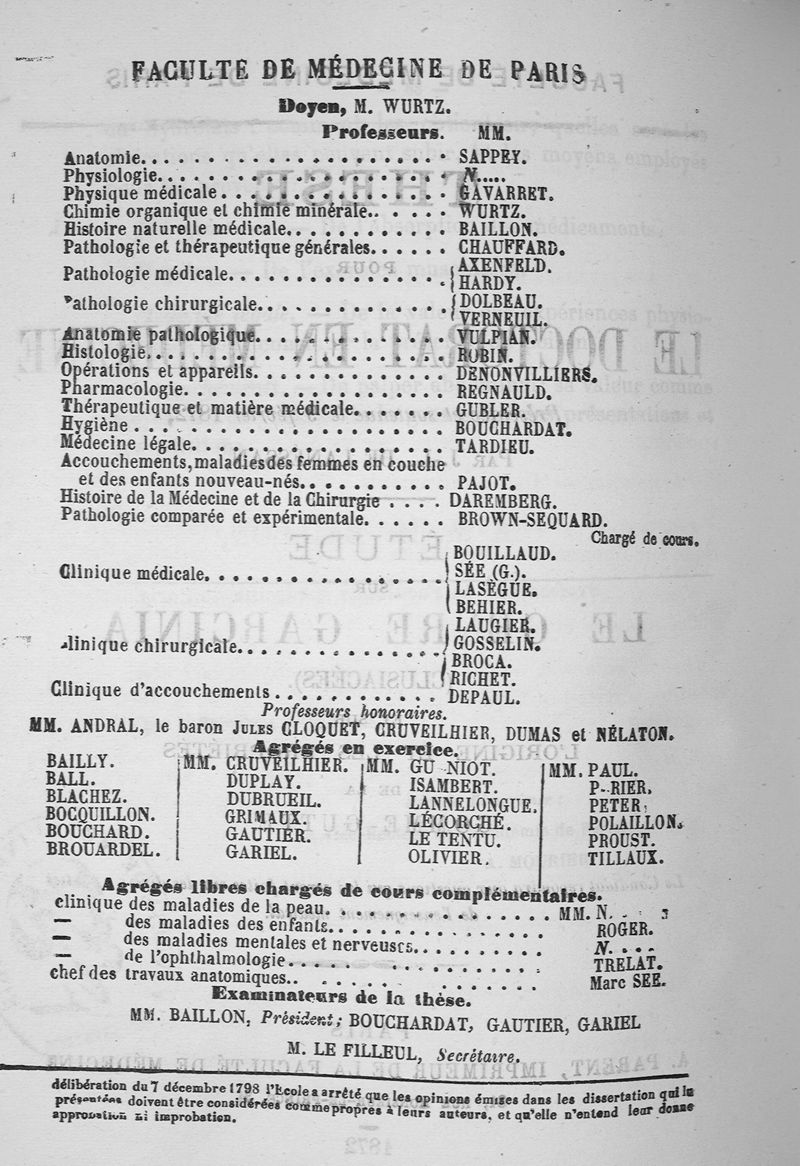 FACULTE DE MÉDECINE DE PARIS
Doyen, M. WURTZ.
Professeurs. MM.
Anatomie. SAPPEY.
Physiologie. N.....
Physique médicale GAVARRET.
Chimie organique et chimie minérale. WURTZ.
Histoire naturelle médicale. BAILLON.
Pathologie et thérapeutique générales. CHAUFFARD.
Pathologie médicale. AXENFELD.
HARDY.
Pathologie chirurgicale. DOLBEAU.
VERNEUIL.
Anatomie pathologique. VULPIAN.
Histologie. ROBIN.
Opérations et appareils. DENONVILLIERS.
Pharmacologie. REGNAULD.
Thérapeutique et matière médicale. GUBLER.
Hygiène BOUCHARDAT.
Médecine légale. TARDIEU.
Accouchements, maladies des femmes en couche
et des enfants nouveau-nés. PAJOT.
Histoire de la Médecine et de la Chirurgie DAREMBERG.
Pathologie comparée et expérimentale. BROWN-SEQUARD.
Chargé de cours.
Clinique médicale. BOUILLAUD.
SÉE (G.).
LASÈGUE.
BEHIER.
linique chirurgicale. LAUGIER.
GOSSELIN.
BROCA.
RICHET.
Clinique d'accouchements DEPAUL.
Professeurs honoraires.
MM. ANDRAL, le baron JULES CLOQUET, CRUVEILHIER, DUMAS et NÉLATON.
Agrégés en exercice.
BAILLY. MM. CRUVEILHIER. MM. GU NIOT. MM. PAUL.
BALL. DUPLAY. ISAMBERT. P RIER.
BLACHEZ. DUBRUEIL. LANNELONGUE. PETER.
BOCQUILLON. GRIMAUX. LÉCORCHÉ. POLAILLON.
BOUCHARD. GAUTIER. LE TENTU. PROUST.
BROUARDEL. GARIEL. OLIVIER. TILLAUX.
Agrégés libres chargés de cours complémentaires.
clinique des maladies de la peau. MM. N.
— des maladies des enfants. ROGER.
— des maladies mentales et nerveuses. N.
— de l'ophthalmologie. TRELAT.
chef des travaux anatomiques. Marc SEE.
Examinateurs de la thèse.
MM. BAILLON, Président; BOUCHARDAT, GAUTIER, GARIEL
M. LE FILLEUL, Secrétaire.
délibération du 7 décembre 1798 l'Ecole a arrêté que les opinions émises dans les dissertation qui lu
présentées doivent être considérées comme propres à leurs auteurs, et qu'elle n'entend leur donne
approbation ni improbation.